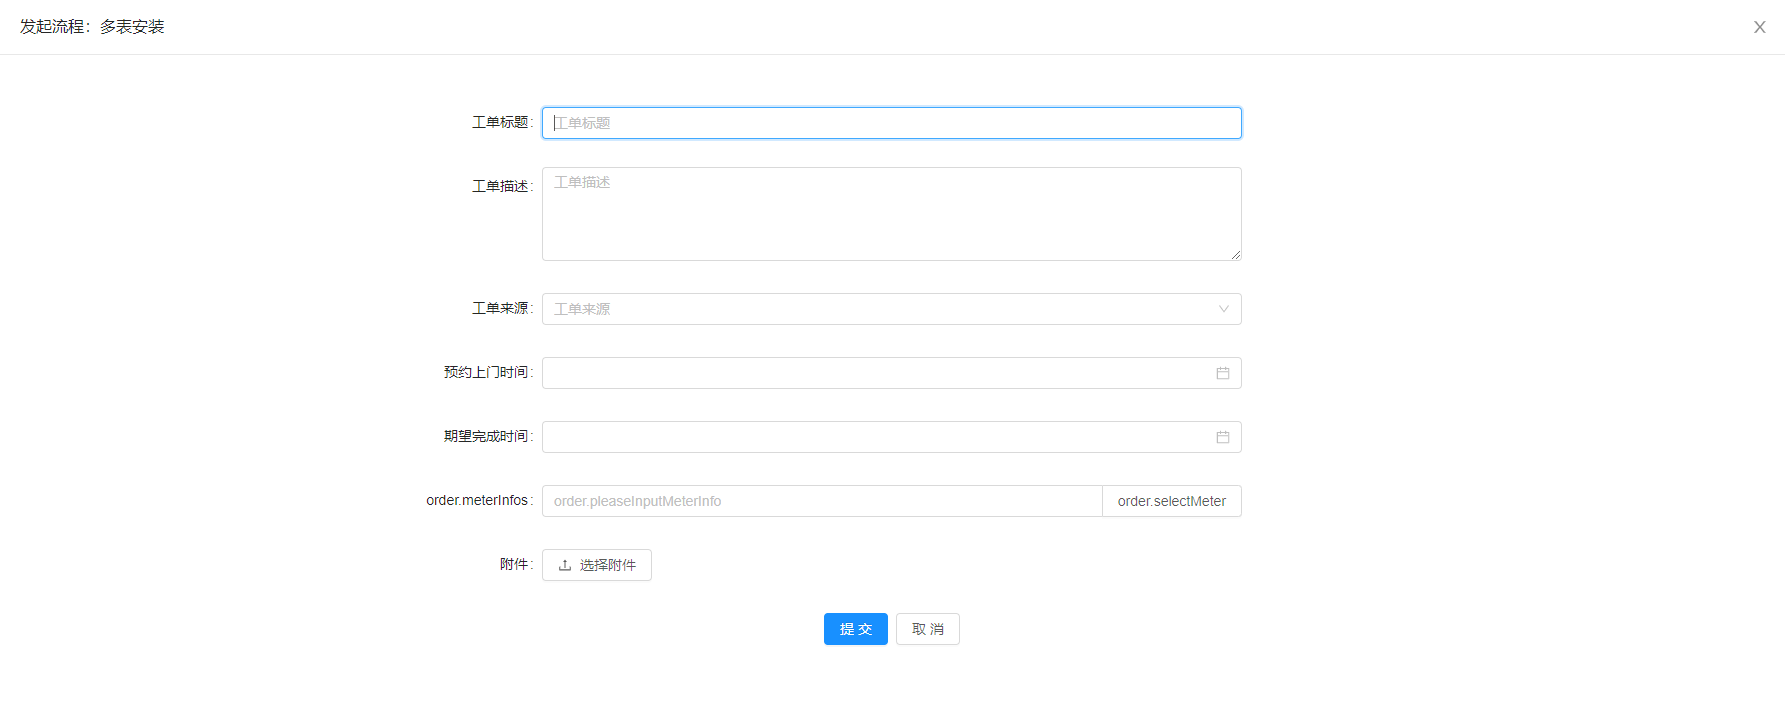 发起流程：多表安装
X
工单标题:
工单标题
工单描述:
工单描述
工单来源:
工单来源
预约上门时间:
期望完成时间:
order.meterInfos:
order.pleaseInputMeterInfo
order.selectMeter
附件:
选择附件
提 交
取 消